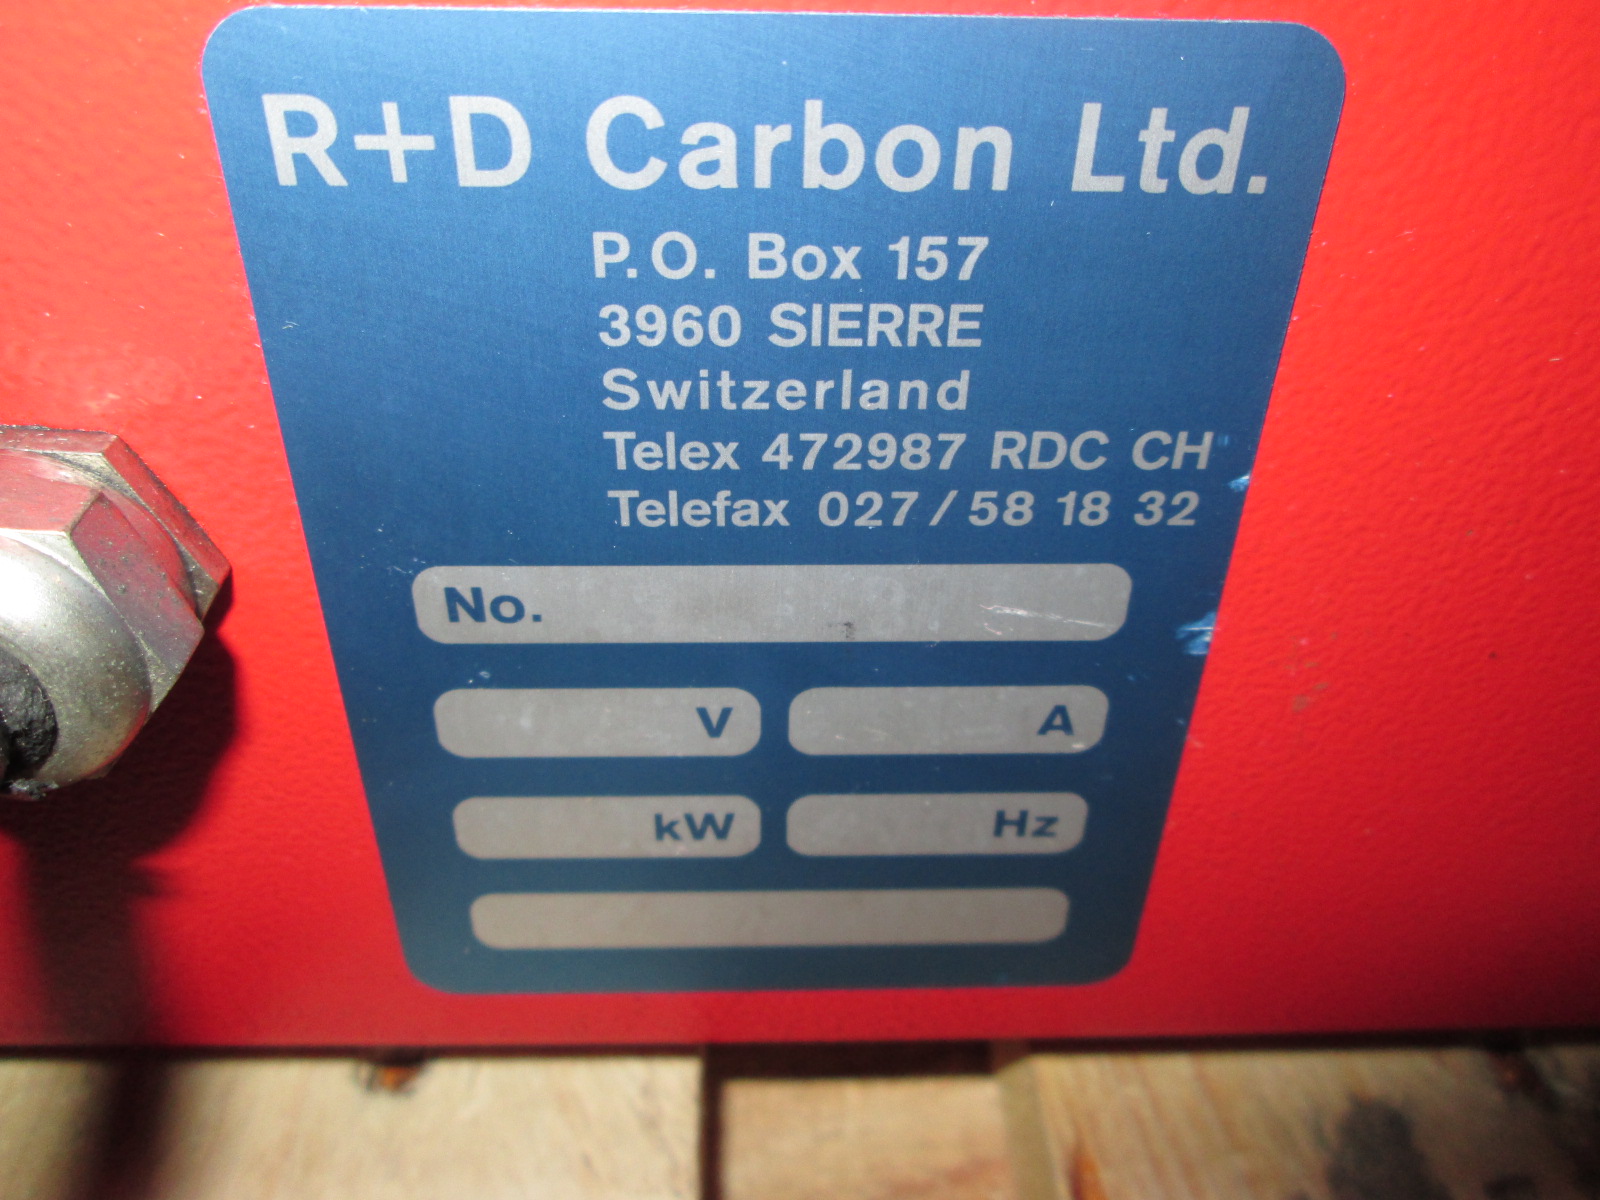 R+D Carbon Ltd.
P.O. Box 157
3960 SIERRE
Switzerland
Telex 472987 RDC CH
Telefax 027/58 18 32
No.
V A
kW Hz